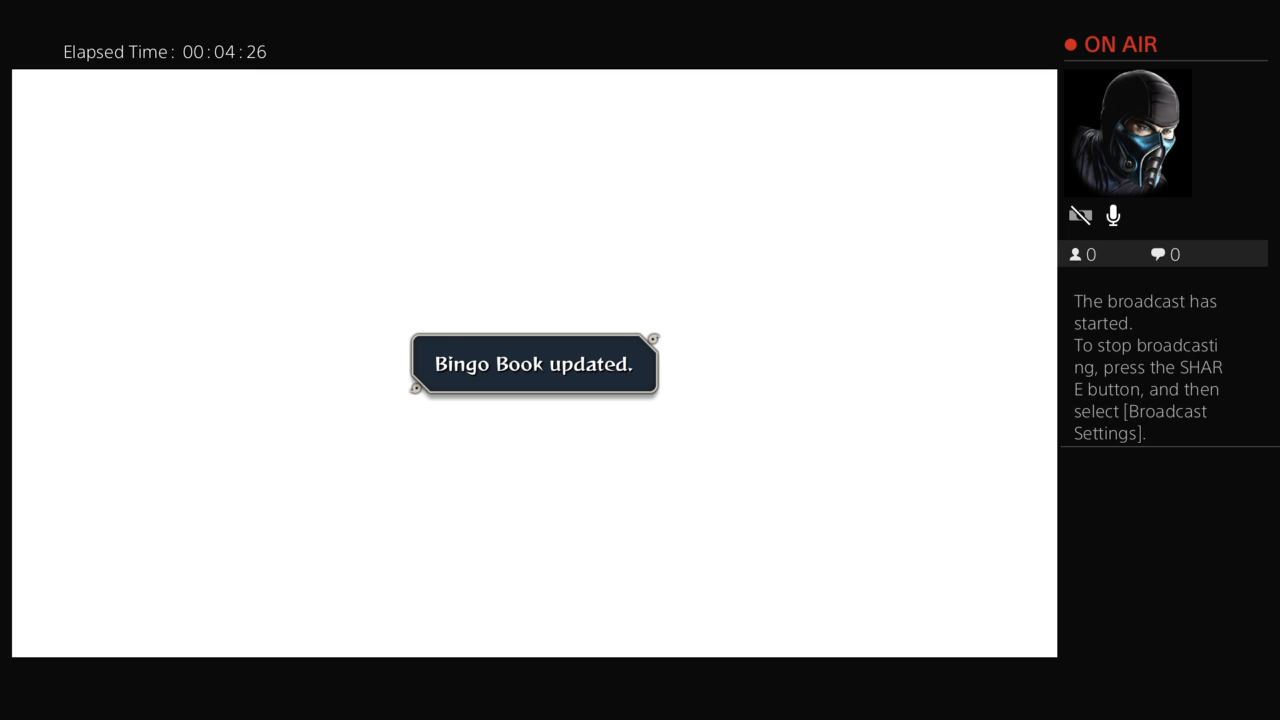 Elapsed Time: 00:04:26
ON AIR
0 0
Bingo Book updated.
The broadcast has
started.
To stop broadcasti
ng, press the SHAR
E button, and then
select [Broadcast
Settings].